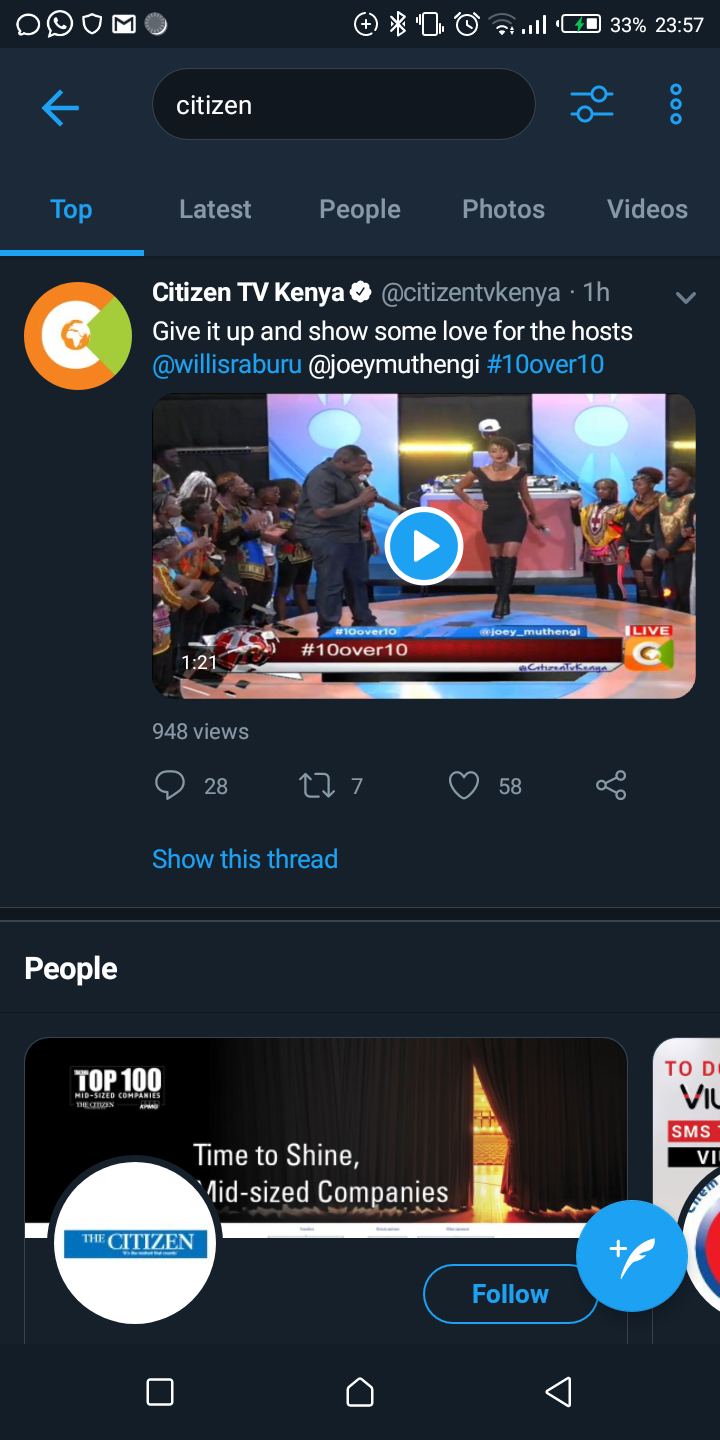 33% 23:57
citizen
Top Latest People Photos Videos
Citizen TV Kenya @citizentvkenya · 1h
Give it up and show some love for the hosts
@willisraburu @joeymuthengi #10over10
#10over10 @joey_muthengi LIVE
#10over10
1:21
@CitizenTvKenya
948 views
28 7 58
Show this thread
People
TOP 100
MID-SIZED COMPANIES
THE CITIZEN KPMG
Time to Shine,
Mid-sized Companies
THE CITIZEN
Follow
TO
SMS